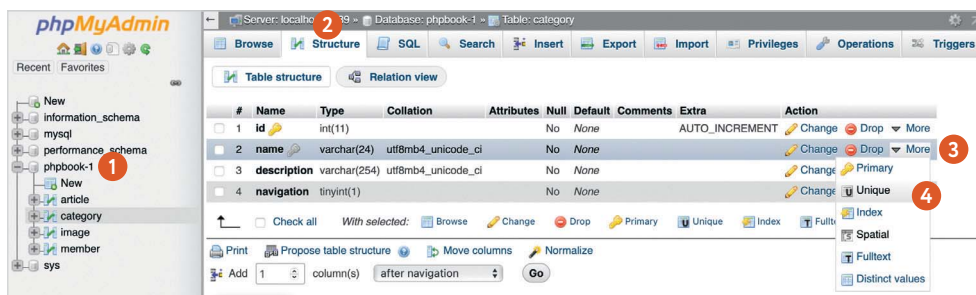 phpMyAdmin
Recent Favorites
New
information_schema
mysql
performance_schema
phpbook-1
New
article
category
image
member
sys
1
Server: localho 89 » Database: phpbook-1 » Table: category
2
Browse Structure SQL Search Insert Export Import Privileges Operations Triggers
Table structure Relation view
# Name Type Collation Attributes Null Default Comments Extra Action
1 id int(11) No None AUTO_INCREMENT Change Drop More
2 name varchar(24) utf8mb4_unicode_ci No None Change Drop More
3
3 description varchar(254) utf8mb4_unicode_ci No None Change
4 navigation tinyint(1) No None Change
Primary
Unique
4
Index
Spatial
Fulltext
Distinct values
Check all With selected: Browse Change Drop Primary Unique Index Fullte
Print Propose table structure Move columns Normalize
Add 1 column(s) after navigation Go